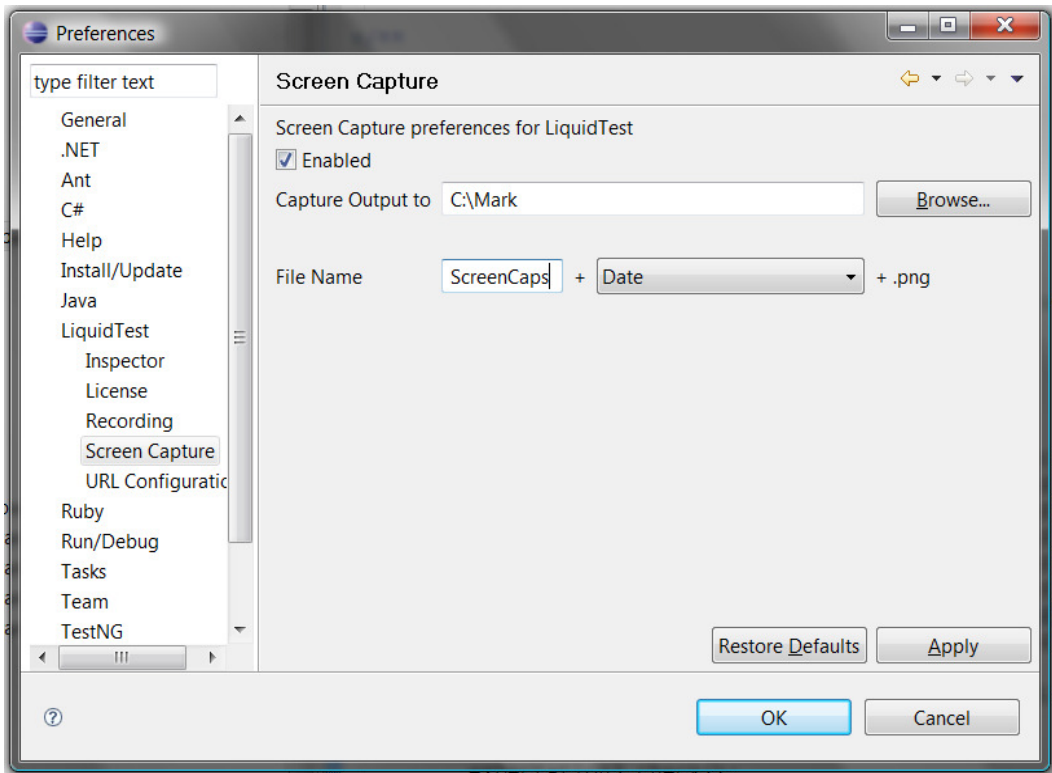 Preferences
type filter text
General
.NET
Ant
C#
Help
Install/Update
Java
LiquidTest
Inspector
License
Recording
Screen Capture
URL Configuratic
Ruby
Run/Debug
Tasks
Team
TestNG
Screen Capture
Screen Capture preferences for LiquidTest
Enabled
Capture Output to C:\Mark Browse...
File Name ScreenCaps + Date + .png
Restore Defaults Apply
OK Cancel